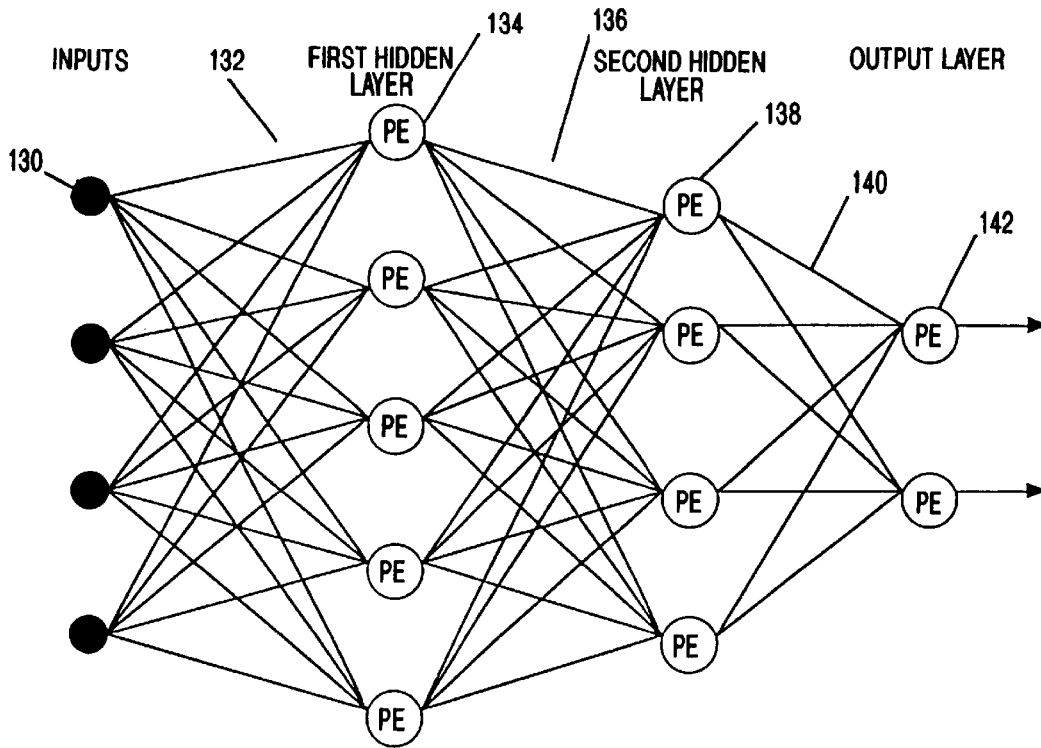 INPUTS
132
FIRST HIDDEN
LAYER
134
136
SECOND HIDDEN
LAYER
138
OUTPUT LAYER
130
140
142
PE
PE
PE
PE
PE
PE
PE
PE
PE
PE
PE